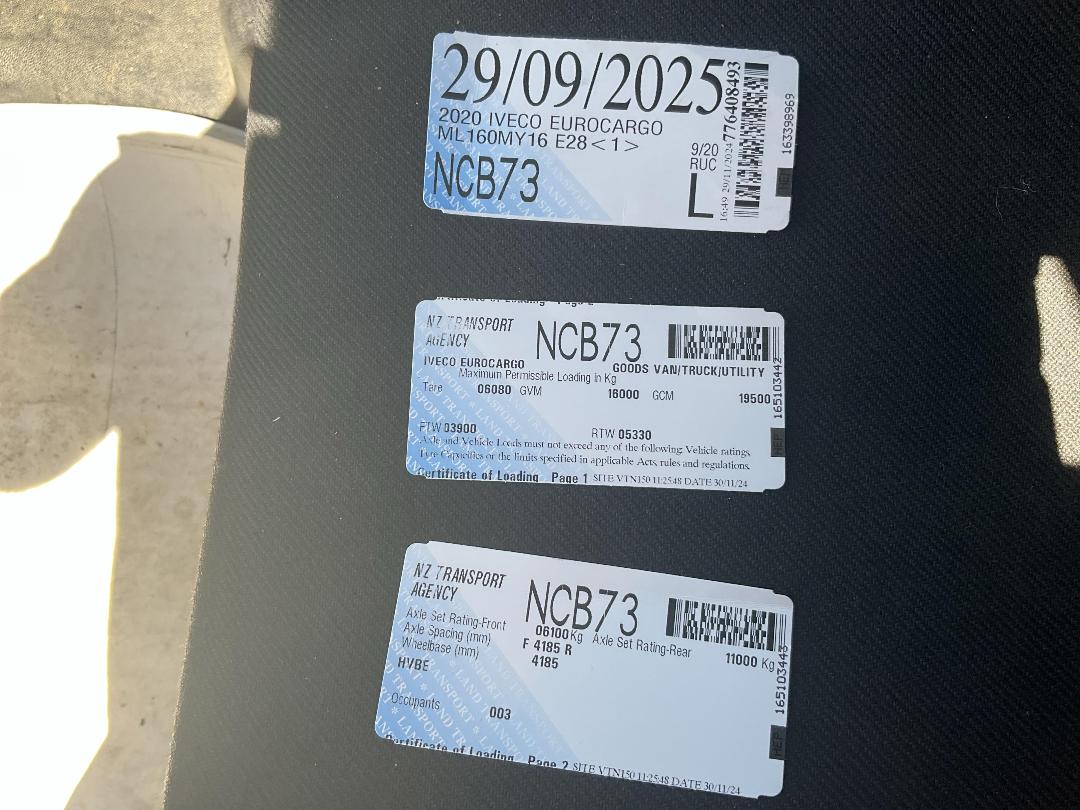 29/09/2025
2020 IVECO EUROCARGO
ML160MY16 E28<1>
NCB73
9/20
RUC
L
16:49 29/11/2024
776408493
163398969
NZ TRANSPORT
AGENCY
NCB73
IVECO EUROCARGO
GOODS VAN/TRUCK/UTILITY
Maximum Permissible Loading in Kg
Tare 06080 GVM 16000 GCM 19500
FTW 03900 RTW 05330
Axle and Vehicle Loads must not exceed any of the following: Vehicle ratings,
Tyre Capacities or the limits specified in applicable Acts, rules and regulations.
Certificate of Loading Page 1 SITE VTN150 11:25:48 DATE 30/11/24
165103442
NZ TRANSPORT
AGENCY
NCB73
Axle Set Rating-Front 06100 Kg Axle Set Rating-Rear 11000 Kg
Axle Spacing (mm) F 4185 R
Wheelbase (mm) 4185
HVBE
Occupants 003
Certificate of Loading Page 2 SITE VTN150 11:25:48 DATE 30/11/24